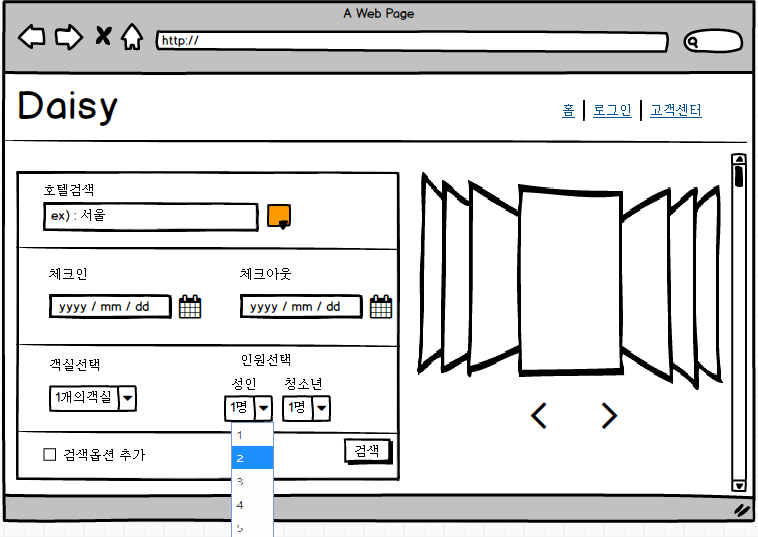 A Web Page
http://
Daisy
홈 | 로그인 | 고객센터
호텔검색
ex) : 서울
체크인
체크아웃
yyyy / mm / dd
yyyy / mm / dd
객실선택
인원선택
성인
청소년
1개의객실
1명
1명
1
2
3
4
5
검색옵션 추가
검색